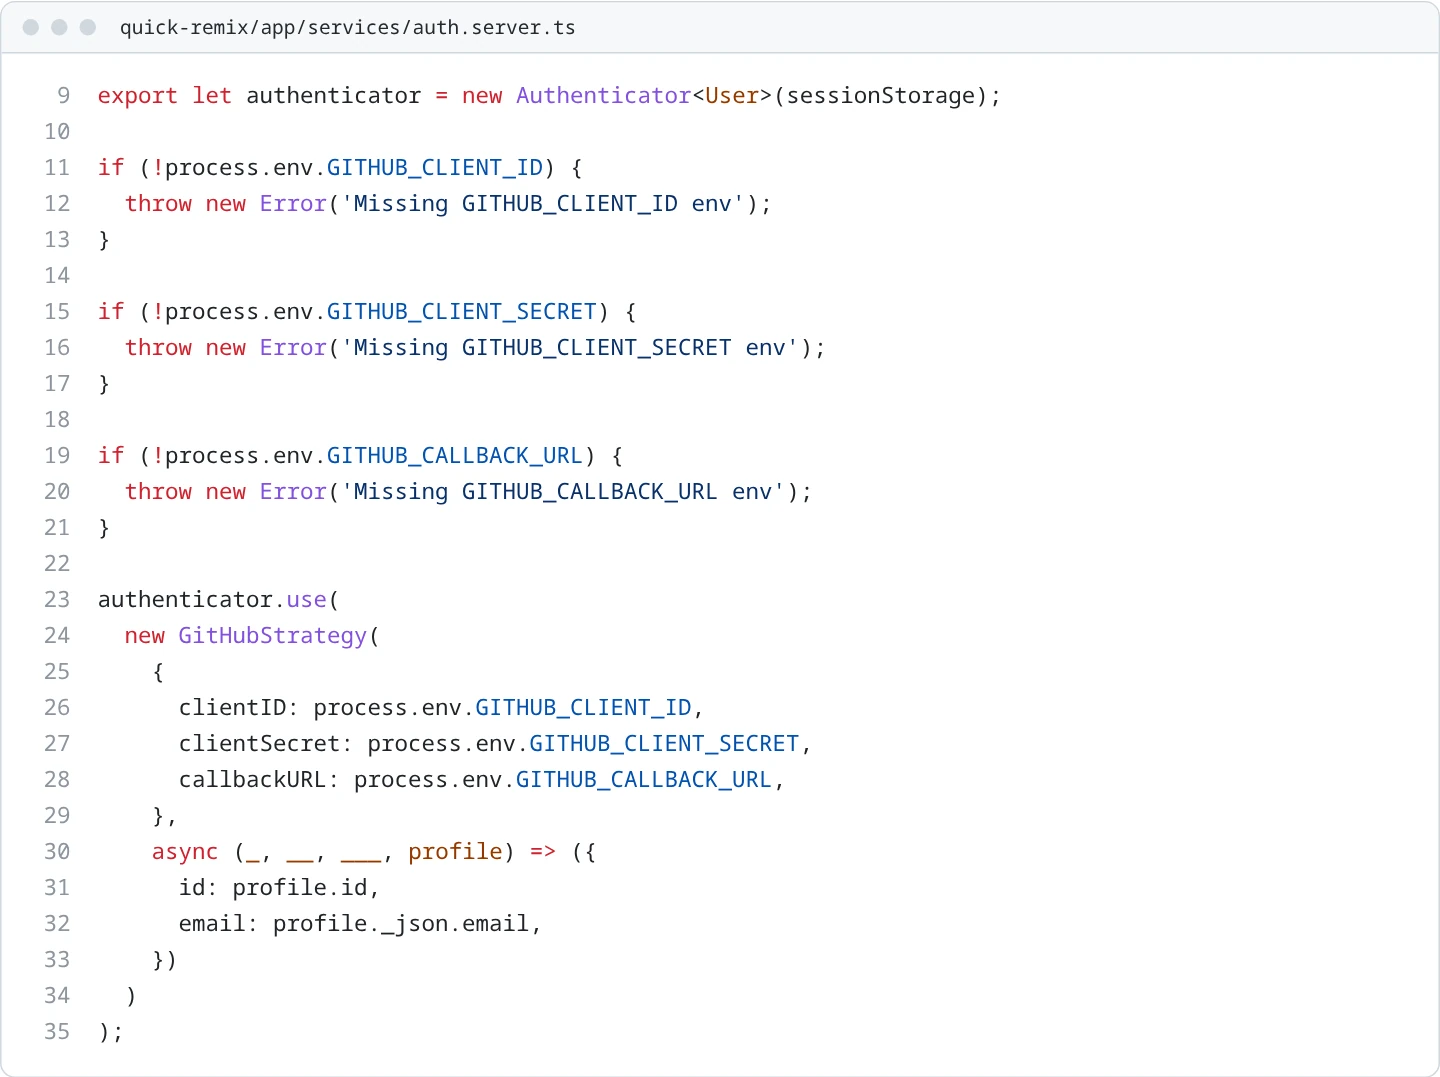 quick-remix/app/services/auth.server.ts
9 export let authenticator = new Authenticator<User>(sessionStorage);
10
11 if (!process.env.GITHUB_CLIENT_ID) {
12   throw new Error('Missing GITHUB_CLIENT_ID env');
13 }
14
15 if (!process.env.GITHUB_CLIENT_SECRET) {
16   throw new Error('Missing GITHUB_CLIENT_SECRET env');
17 }
18
19 if (!process.env.GITHUB_CALLBACK_URL) {
20   throw new Error('Missing GITHUB_CALLBACK_URL env');
21 }
22
23 authenticator.use(
24   new GitHubStrategy(
25     {
26       clientID: process.env.GITHUB_CLIENT_ID,
27       clientSecret: process.env.GITHUB_CLIENT_SECRET,
28       callbackURL: process.env.GITHUB_CALLBACK_URL,
29     },
30     async (_, __, ___, profile) => ({
31       id: profile.id,
32       email: profile._json.email,
33     })
34   )
35 );